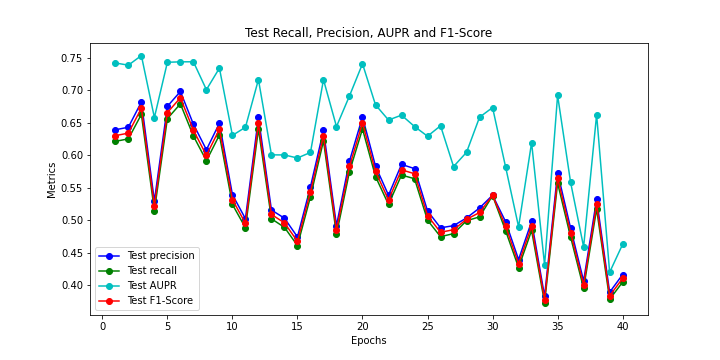 Test Recall, Precision, AUPR and F1-Score
Metrics
0.75
0.70
0.65
0.60
0.55
0.50
0.45
0.40
Test precision
Test recall
Test AUPR
Test F1-Score
0 5 10 15 20 25 30 35 40
Epochs